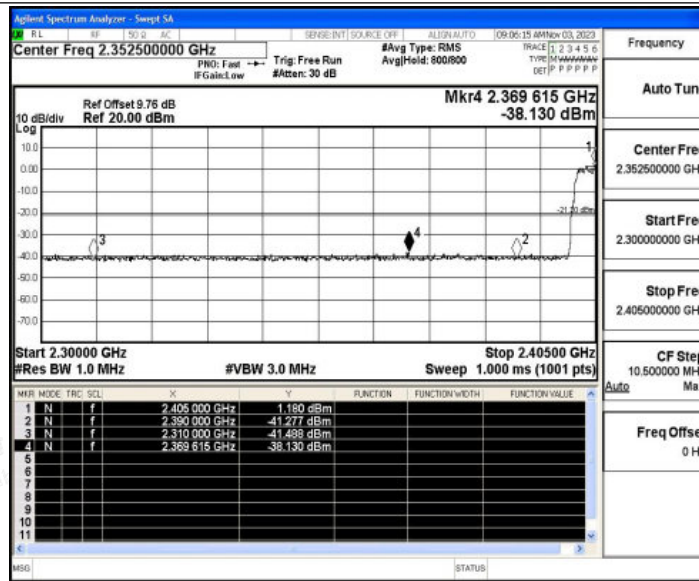 Agilent Spectrum Analyzer - Swept SA
RL RF 50 Ω AC SENSE:INT SOURCE OFF ALIGN AUTO 09:06:15 AM Nov 03, 2023
Center Freq 2.352500000 GHz
PNO: Fast
IFGain:Low
Trig: Free Run
#Atten: 30 dB
#Avg Type: RMS
Avg|Hold: 800/800
TRACE 1 2 3 4 5 6
TYPE M
DET P P P P P P
Mkr4 2.369 615 GHz
-38.130 dBm
Ref Offset 9.76 dB
10 dB/div Ref 20.00 dBm
Log
10.0
0.00
-10.0
-20.0
-30.0
-40.0
-50.0
-60.0
-70.0
1
2
3
4
Start 2.30000 GHz Stop 2.40500 GHz
#Res BW 1.0 MHz #VBW 3.0 MHz Sweep 1.000 ms (1001 pts)
MKR MODE TRC SCL X Y FUNCTION FUNCTION WIDTH FUNCTION VALUE
1 N f 2.405 000 GHz 1.180 dBm
2 N f 2.390 000 GHz -41.277 dBm
3 N f 2.310 000 GHz -41.488 dBm
4 N f 2.369 615 GHz -38.130 dBm
5
6
7
8
9
10
11
MSG STATUS
Frequency
Auto Tun
Center Fre
2.352500000 GH
Start Fre
2.300000000 GH
Stop Fre
2.405000000 GH
CF Ste
10.500000 MH
Auto Ma
Freq Offse
0 H